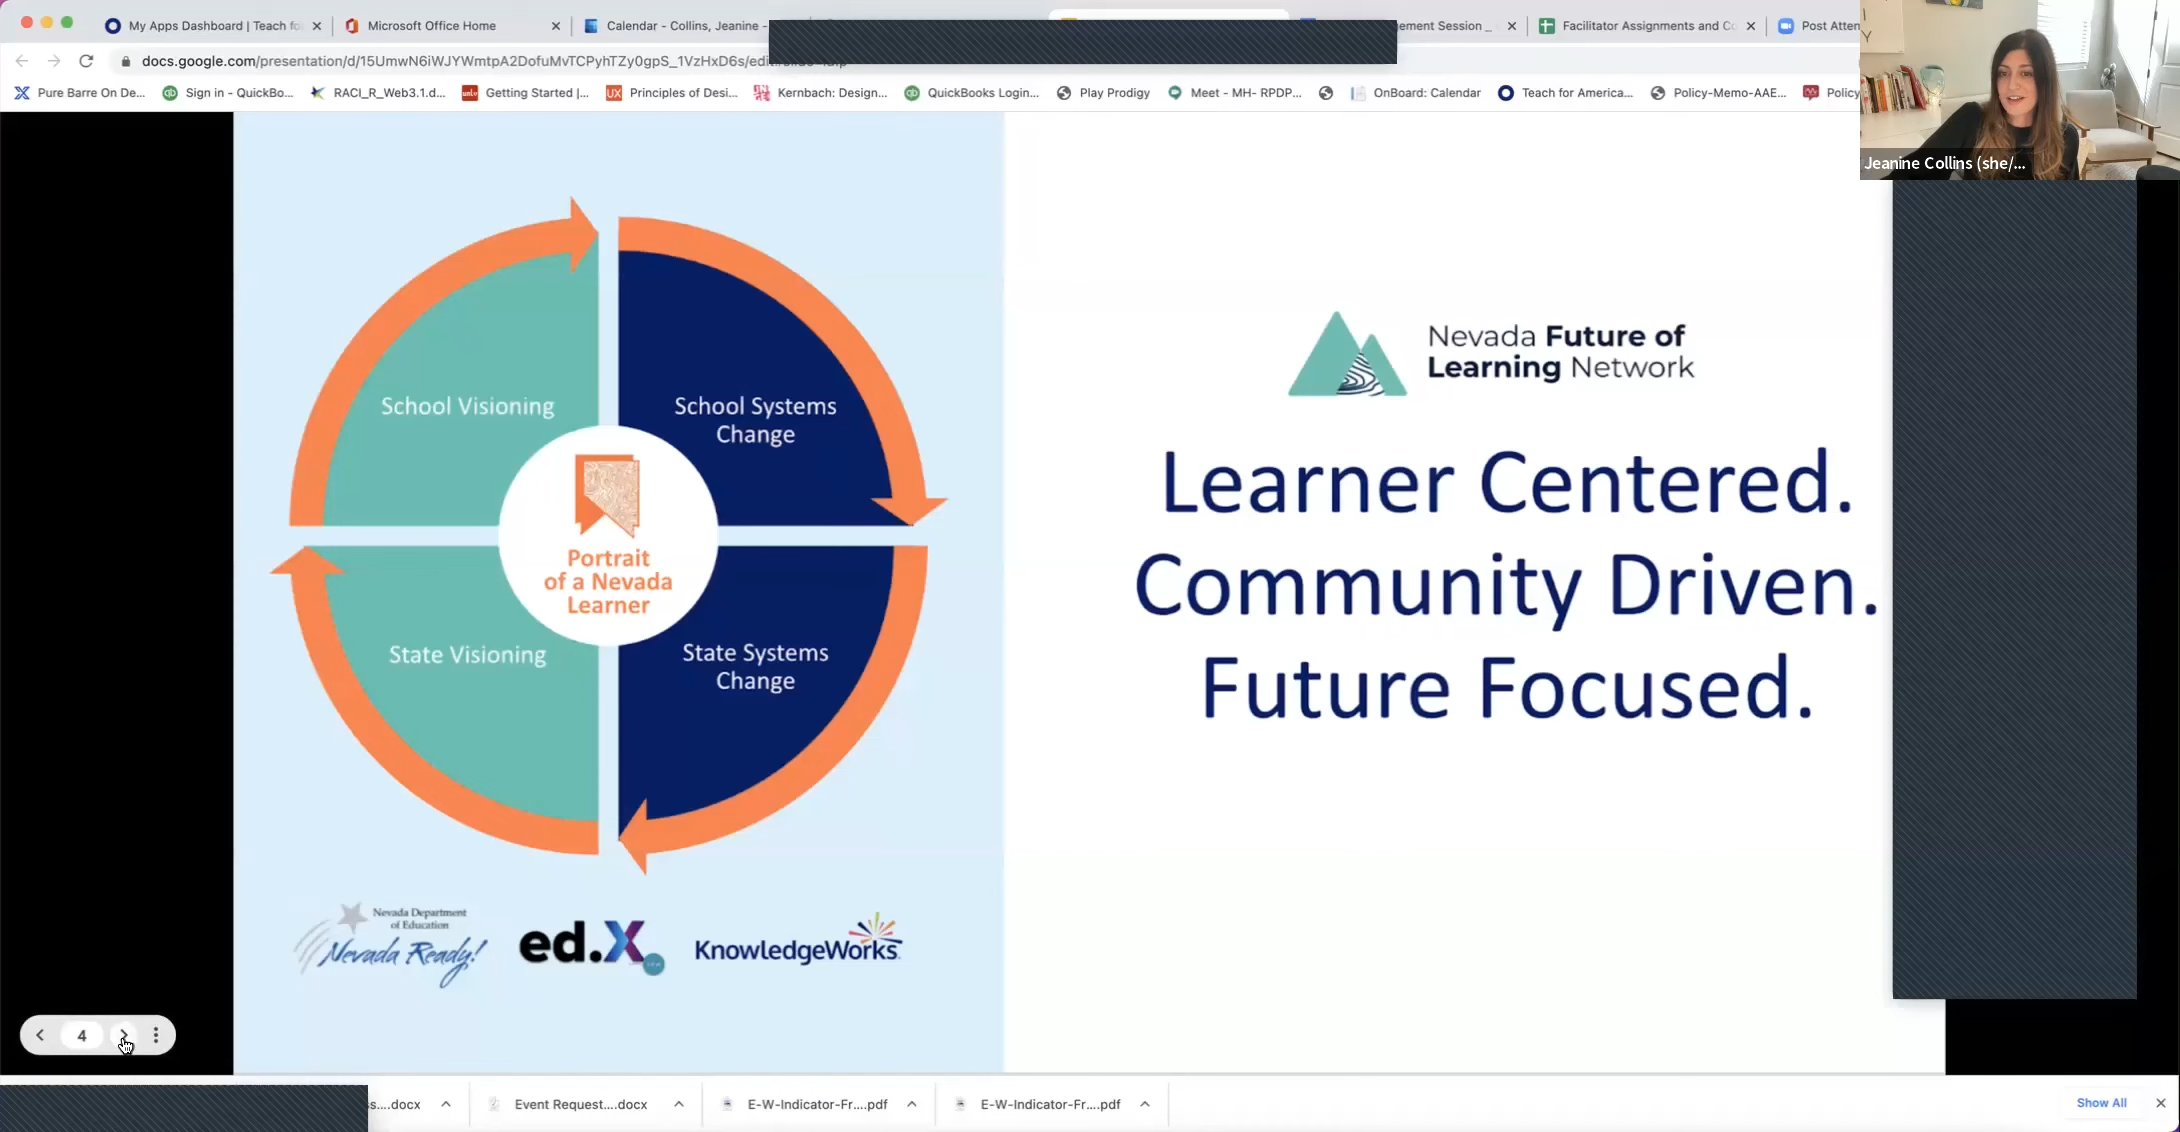 My Apps Dashboard | Teach fo
Microsoft Office Home
Calendar - Collins, Jeanine -
ement Session _
Facilitator Assignments and Co
Post Atten
docs.google.com/presentation/d/15UmwN6iWJYWmtpA2DofuMvTCPyhTZy0gpS_1VzHxD6s/edit
Pure Barre On De...
Sign in - QuickBo...
RACI_R_Web3.1.d...
Getting Started |...
UX
Principles of Desi...
Kernbach: Design...
QuickBooks Login...
Play Prodigy
Meet - MH- RPDP...
OnBoard: Calendar
Teach for America...
Policy-Memo-AAE...
Policy
Jeanine Collins (she/...
School Visioning
School Systems
Change
Portrait
of a Nevada
Learner
State Visioning
State Systems
Change
Nevada Department
of Education
Nevada Ready!
ed.X
KnowledgeWorks
Nevada Future of
Learning Network
Learner Centered.
Community Driven.
Future Focused.
4
s....docx
Event Request....docx
E-W-Indicator-Fr....pdf
E-W-Indicator-Fr....pdf
Show All